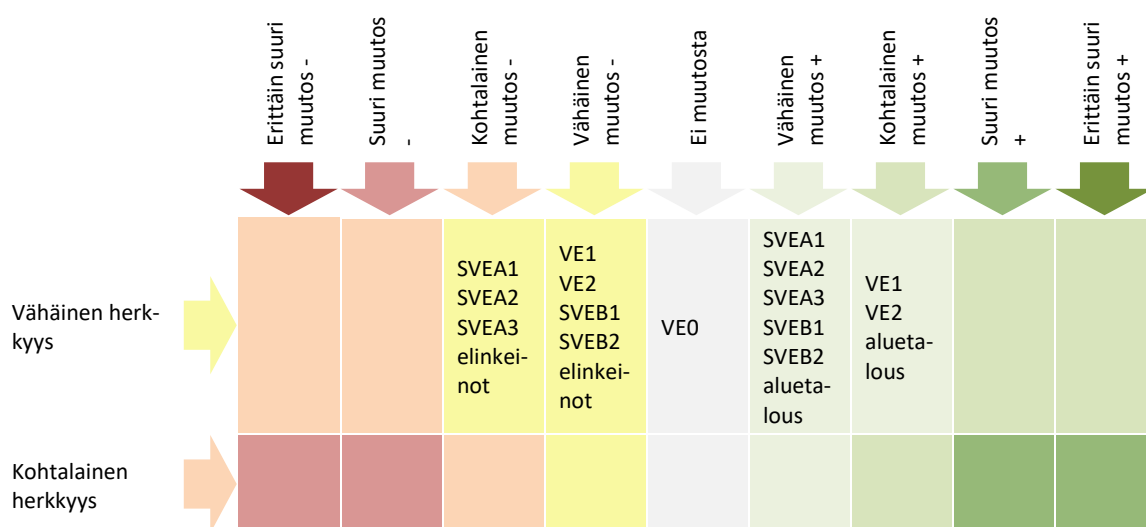 Erittäin suuri
muutos -
Suuri muutos
-
Kohtalainen
muutos -
Vähäinen
muutos -
Ei muutosta
Vähäinen
muutos +
Kohtalainen
muutos +
Suuri muutos
+
Erittäin suuri
muutos +
Vähäinen herk-
kyys
SVEA1
SVEA2
SVEA3
elinkei-
not
VE1
VE2
SVEB1
SVEB2
elinkei-
not
VE0
SVEA1
SVEA2
SVEA3
SVEB1
SVEB2
alueta-
lous
VE1
VE2
alueta-
lous
Kohtalainen
herkkyys